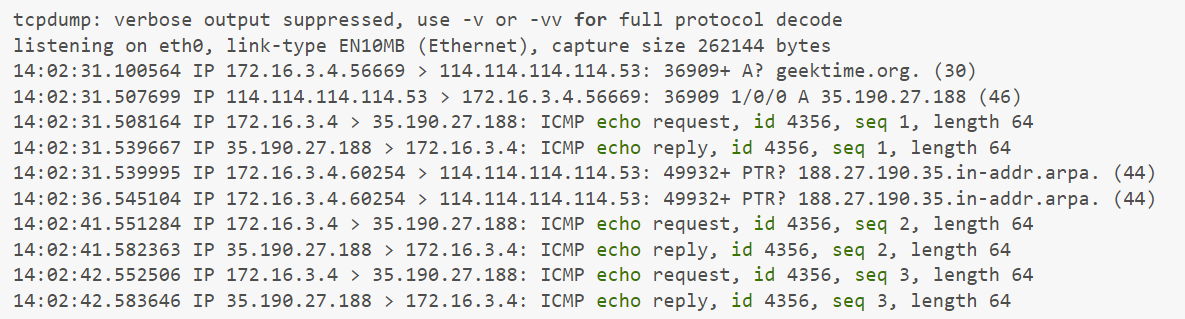 tcpdump: verbose output suppressed, use -v or -vv for full protocol decode
listening on eth0, link-type EN10MB (Ethernet), capture size 262144 bytes
14:02:31.100564 IP 172.16.3.4.56669 > 114.114.114.114.53: 36909+ A? geektime.org. (30)
14:02:31.507699 IP 114.114.114.114.53 > 172.16.3.4.56669: 36909 1/0/0 A 35.190.27.188 (46)
14:02:31.508164 IP 172.16.3.4 > 35.190.27.188: ICMP echo request, id 4356, seq 1, length 64
14:02:31.539667 IP 35.190.27.188 > 172.16.3.4: ICMP echo reply, id 4356, seq 1, length 64
14:02:31.539995 IP 172.16.3.4.60254 > 114.114.114.114.53: 49932+ PTR? 188.27.190.35.in-addr.arpa. (44)
14:02:36.545104 IP 172.16.3.4.60254 > 114.114.114.114.53: 49932+ PTR? 188.27.190.35.in-addr.arpa. (44)
14:02:41.551284 IP 172.16.3.4 > 35.190.27.188: ICMP echo request, id 4356, seq 2, length 64
14:02:41.582363 IP 35.190.27.188 > 172.16.3.4: ICMP echo reply, id 4356, seq 2, length 64
14:02:42.552506 IP 172.16.3.4 > 35.190.27.188: ICMP echo request, id 4356, seq 3, length 64
14:02:42.583646 IP 35.190.27.188 > 172.16.3.4: ICMP echo reply, id 4356, seq 3, length 64